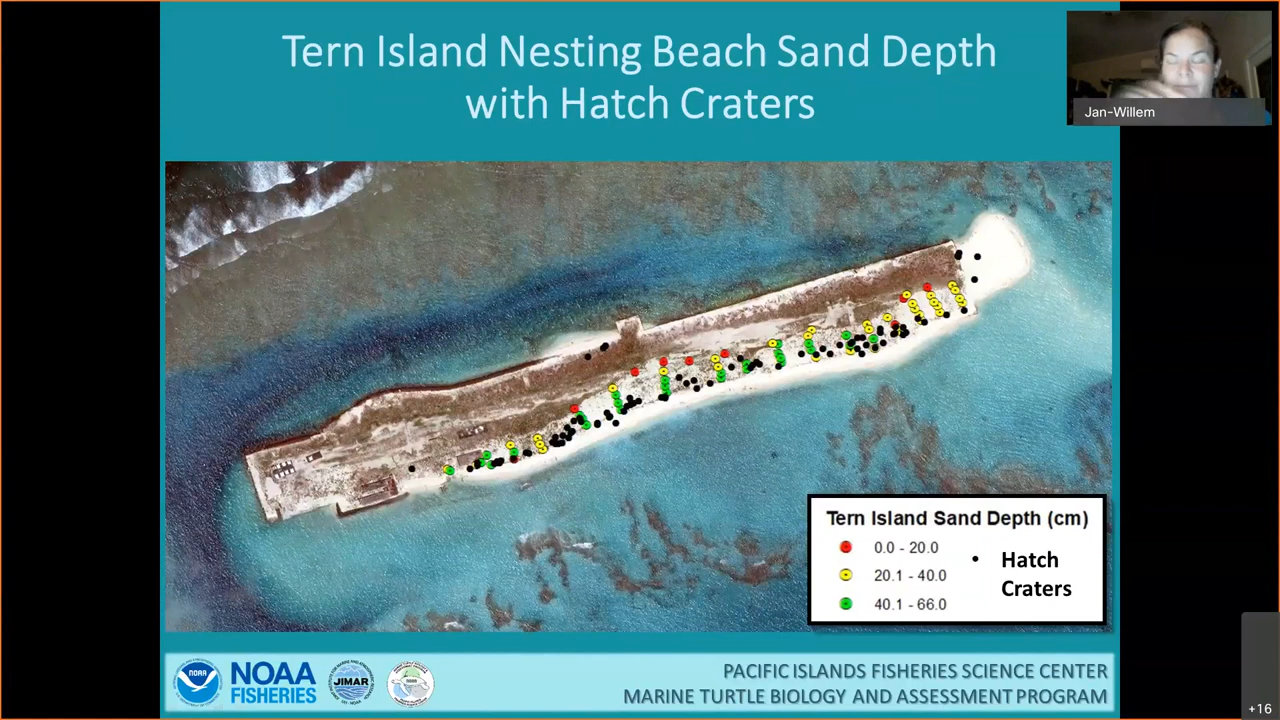 Tern Island Nesting Beach Sand Depth
with Hatch Craters
Jan-Willem
Tern Island Sand Depth (cm)
0.0 - 20.0
20.1 - 40.0
40.1 - 66.0
• Hatch
Craters
NOAA
NOAA
FISHERIES
JIMAR
PACIFIC ISLANDS FISHERIES SCIENCE CENTER
MARINE TURTLE BIOLOGY AND ASSESSMENT PROGRAM
+16